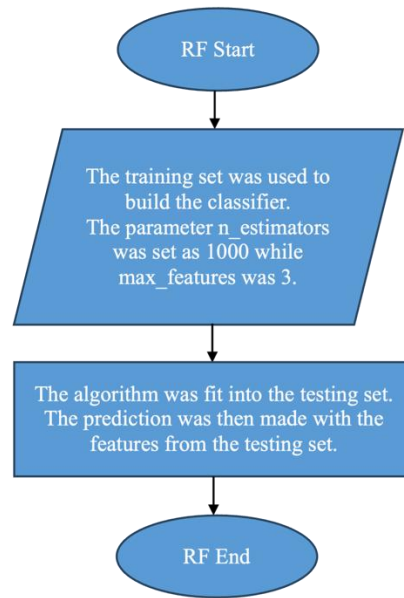 RF Start
The training set was used to
build the classifier.
The parameter n_estimators
was set as 1000 while
max_features was 3.
The algorithm was fit into the testing set.
The prediction was then made with the
features from the testing set.
RF End